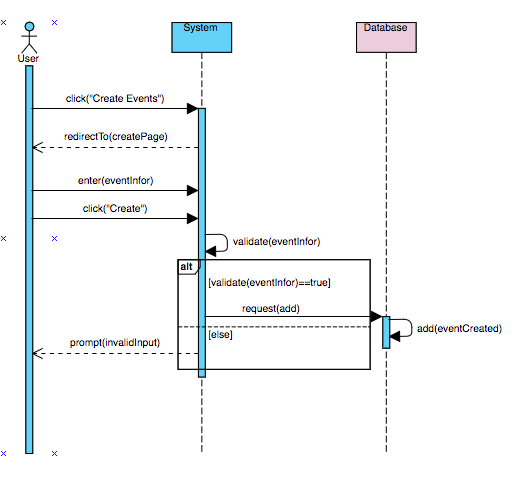 System
Database
User
click("Create Events")
redirectTo(createPage)
enter(eventInfor)
click("Create")
validate(eventInfor)
alt
[validate(eventInfor)==true]
request(add)
add(eventCreated)
[else]
prompt(invalidInput)